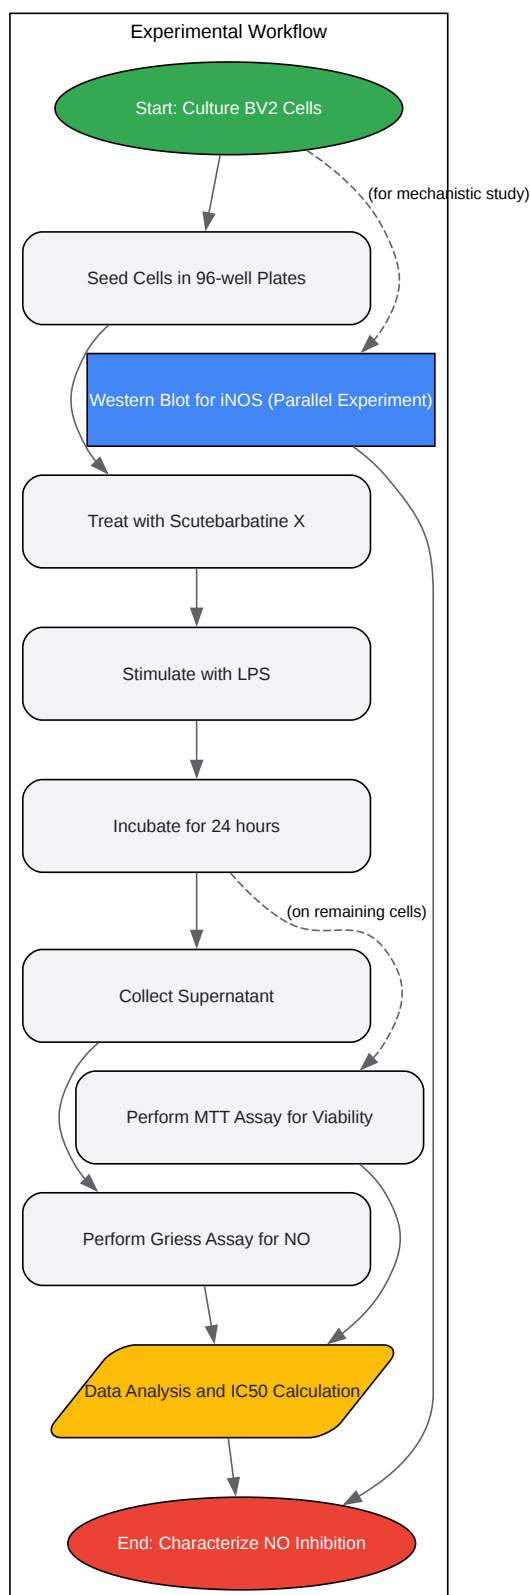 Experimental Workflow
Start: Culture BV2 Cells
(for mechanistic study)
Seed Cells in 96-well Plates
Western Blot for iNOS (Parallel Experiment)
Treat with Scutebarbatine X
Stimulate with LPS
Incubate for 24 hours
(on remaining cells)
Collect Supernatant
Perform MTT Assay for Viability
Perform Griess Assay for NO
Data Analysis and IC50 Calculation
End: Characterize NO Inhibition